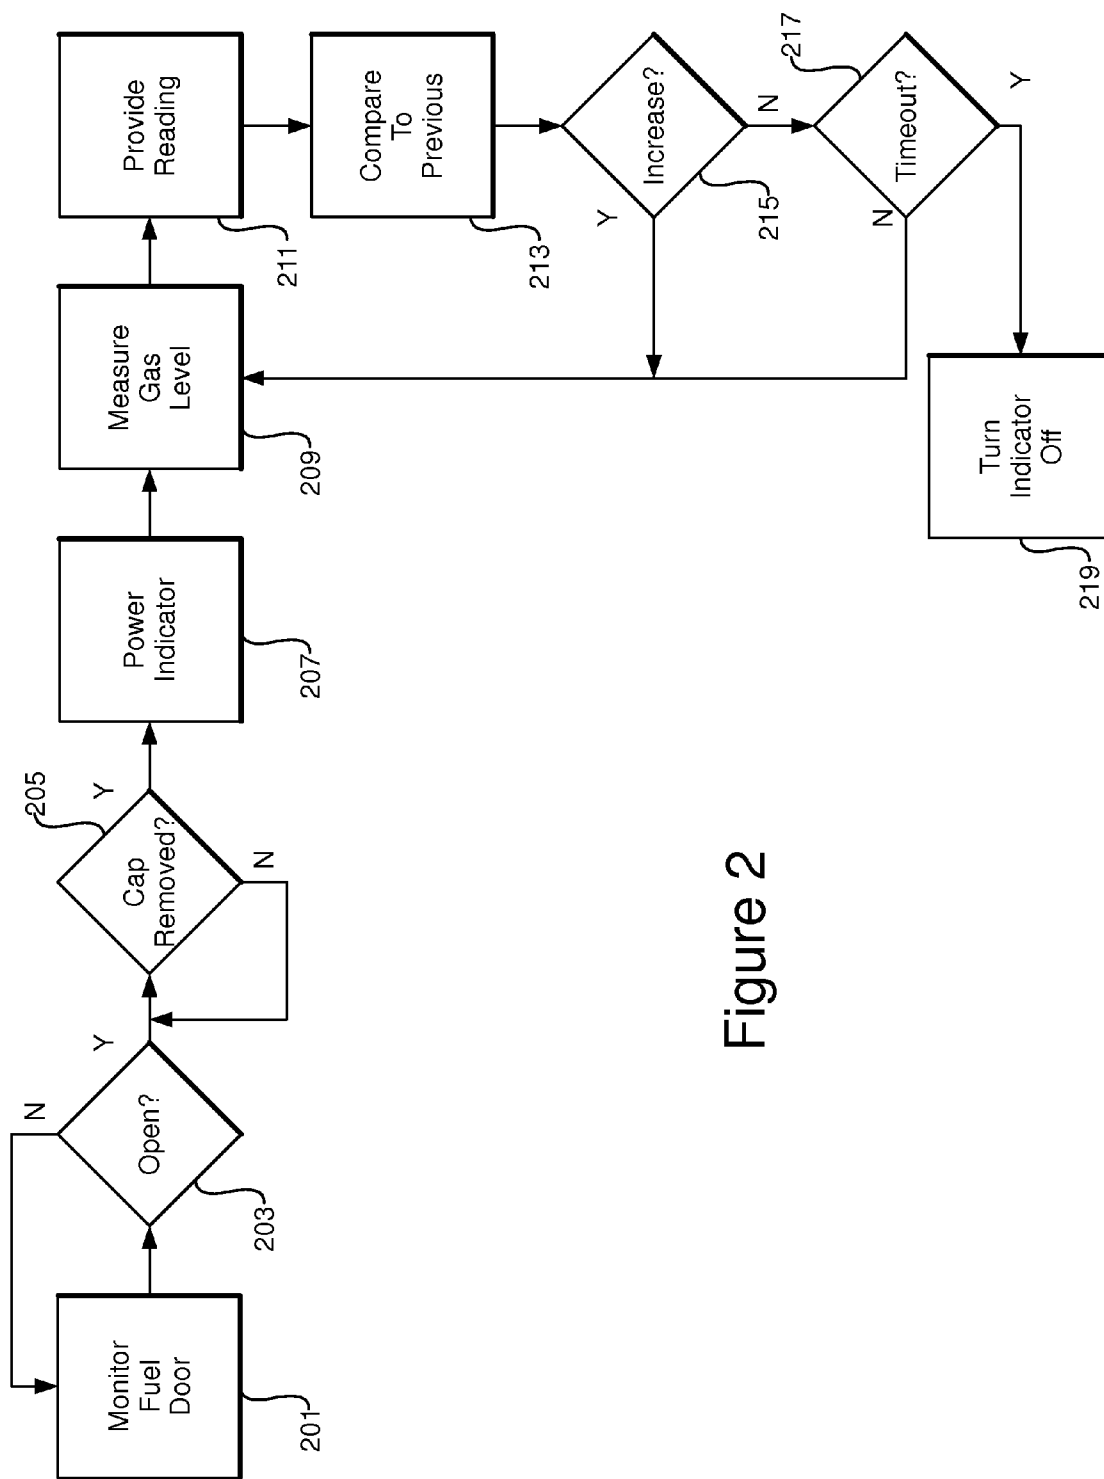 Monitor
Fuel
Door
201
N
Open?
203
Y
Cap
Removed?
205
Y
N
Power
Indicator
207
Measure
Gas
Level
209
Provide
Reading
211
Compare
To
Previous
213
Increase?
215
Y
N
Timeout?
217
N
Y
Turn
Indicator
Off
219
Figure 2